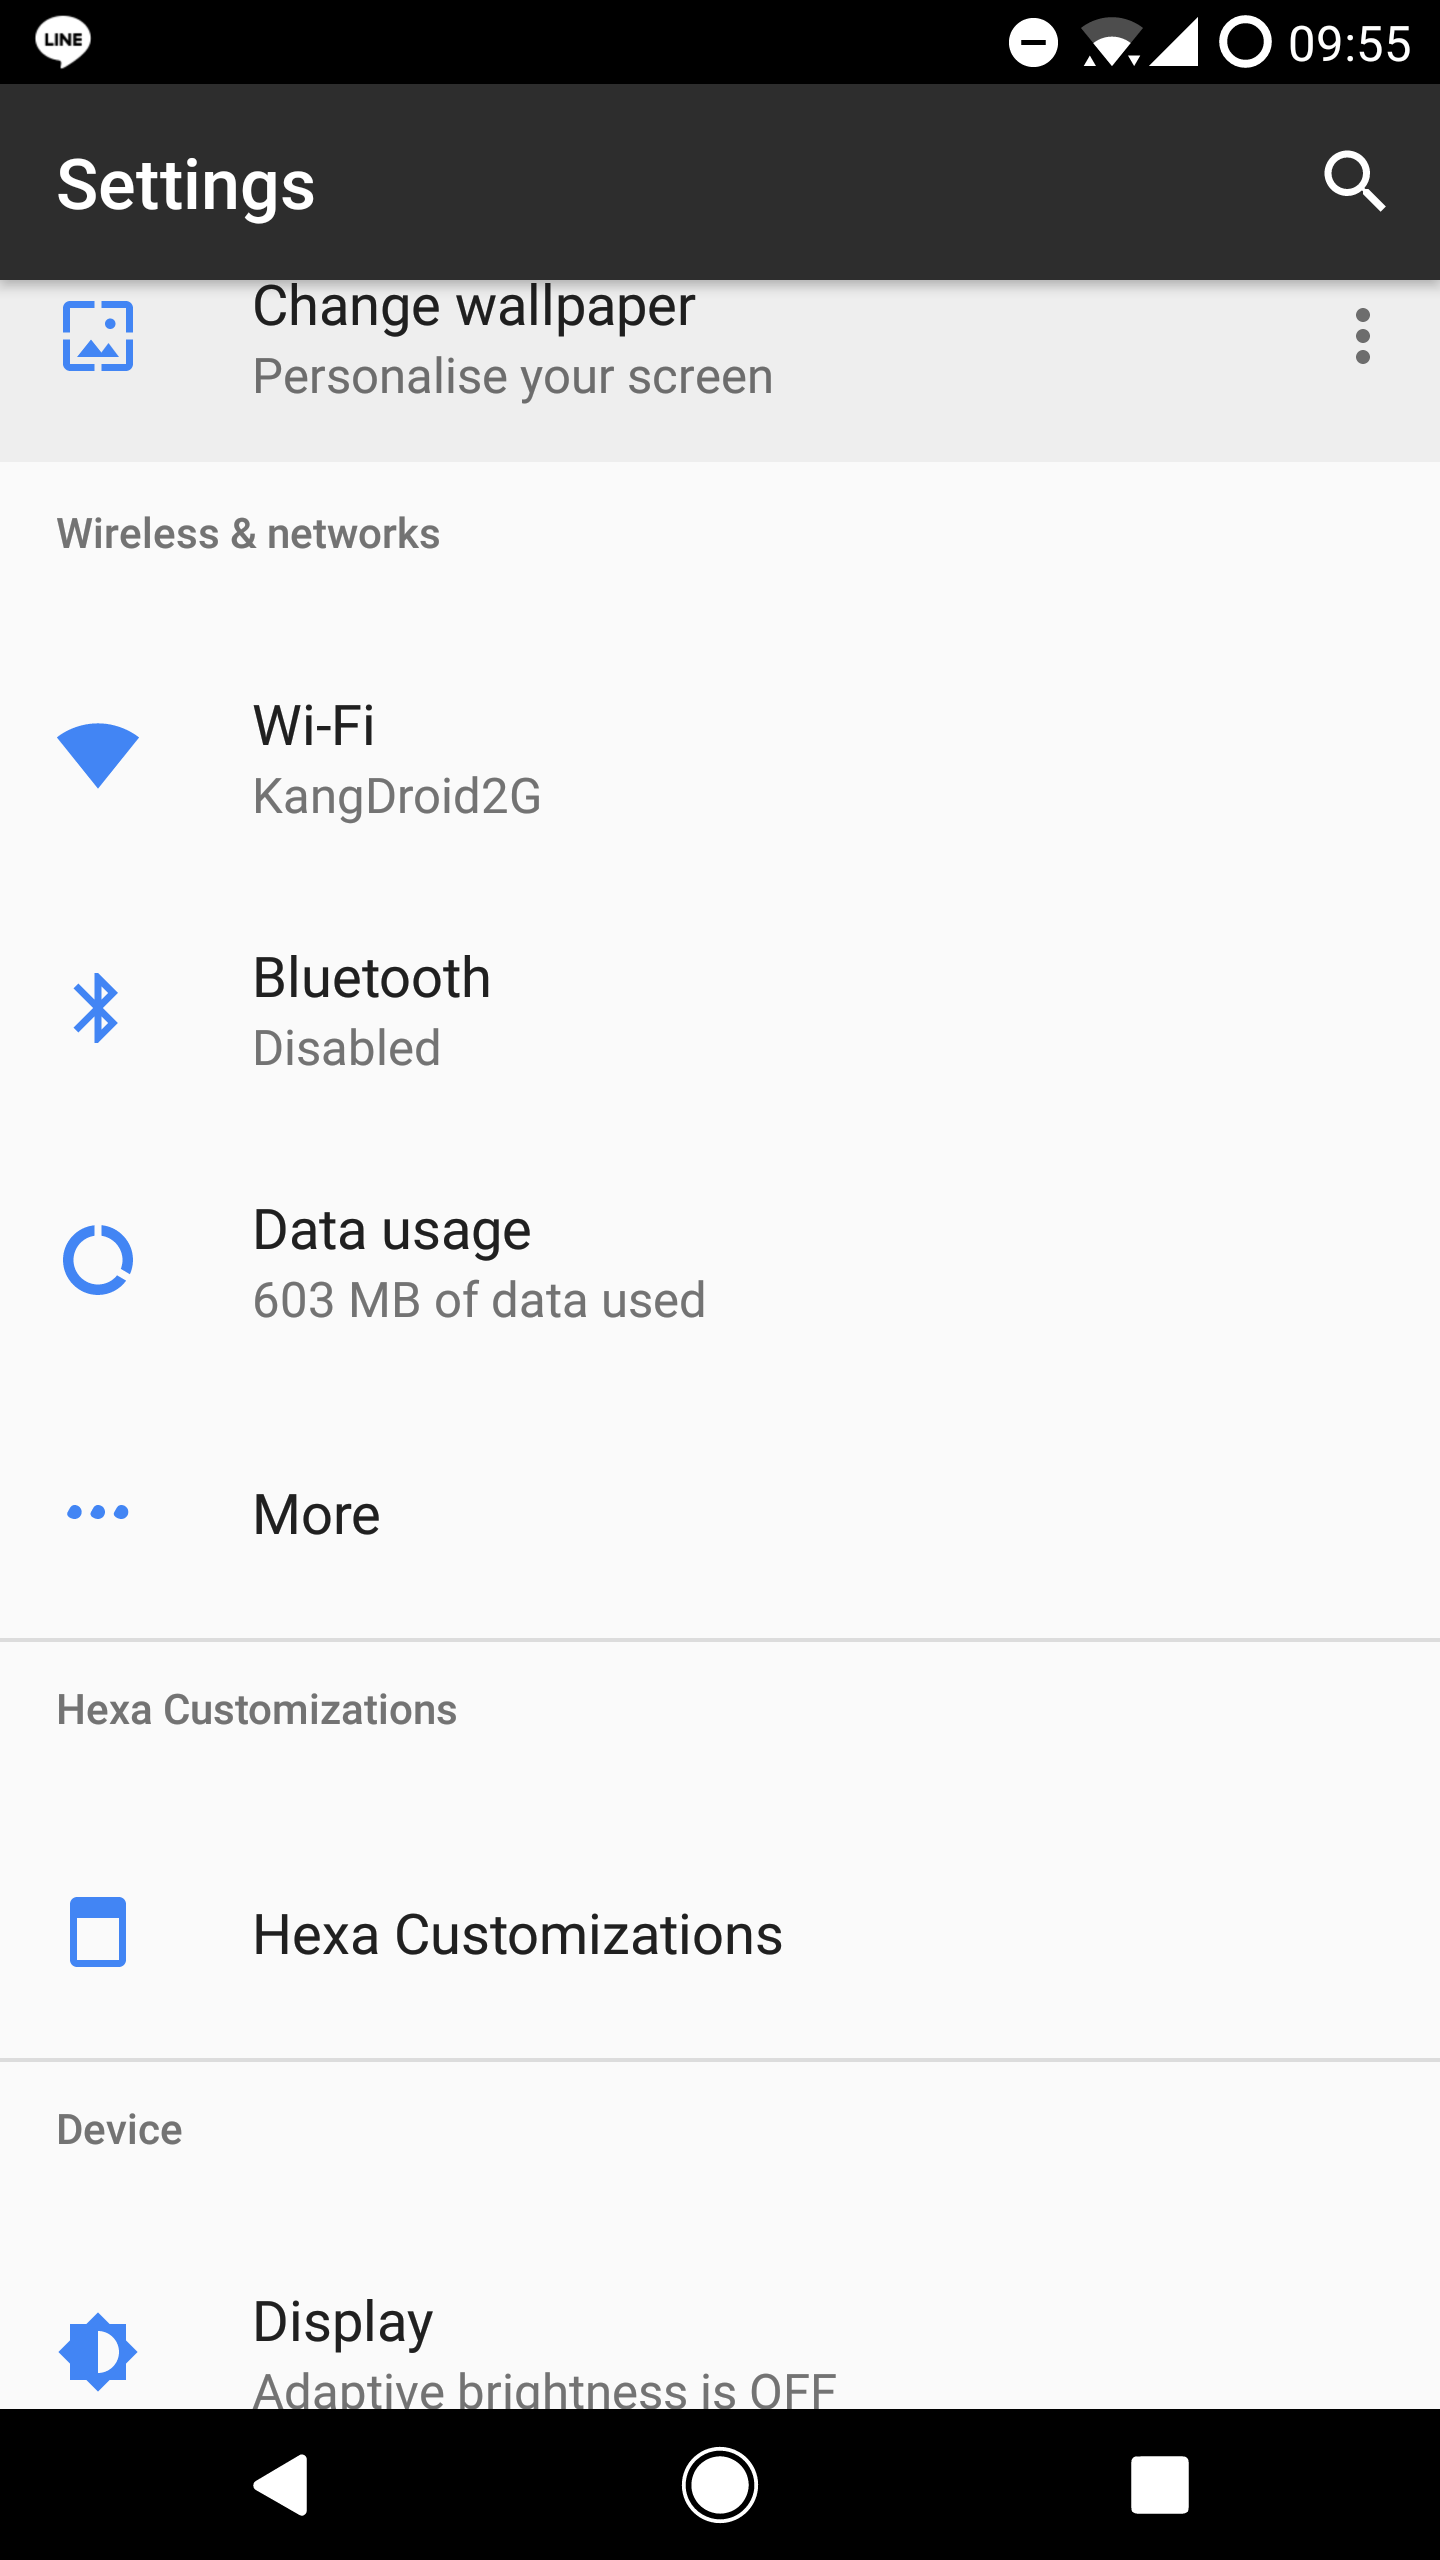 LINE
09:55
Settings
Change wallpaper
Personalise your screen
Wireless & networks
Wi-Fi
KangDroid2G
Bluetooth
Disabled
Data usage
603 MB of data used
More
Hexa Customizations
Hexa Customizations
Device
Display
Adaptive brightness is OFF